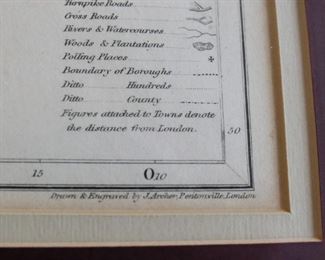 Turnpike Roads
Cross Roads
Rivers & Watercourses
Woods & Plantations
Polling Places
Boundary of Boroughs
Ditto Hundreds
Ditto County
Figures attached to Towns denote
the distance from London.
50
15 O10
Drawn & Engraved by J. Archer, Pentonville, London